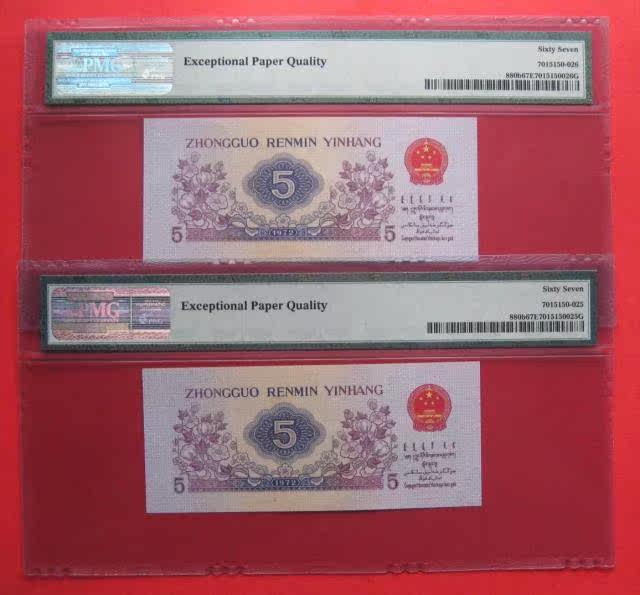 PMG
Exceptional Paper Quality
Sixty Seven
7015150-026
880b67E7015150026G
ZHONGGUO RENMIN YINHANG
5
5 1972 5
PMG
Exceptional Paper Quality
Sixty Seven
7015150-025
880b67E7015150025G
ZHONGGUO RENMIN YINHANG
5
5 1972 5